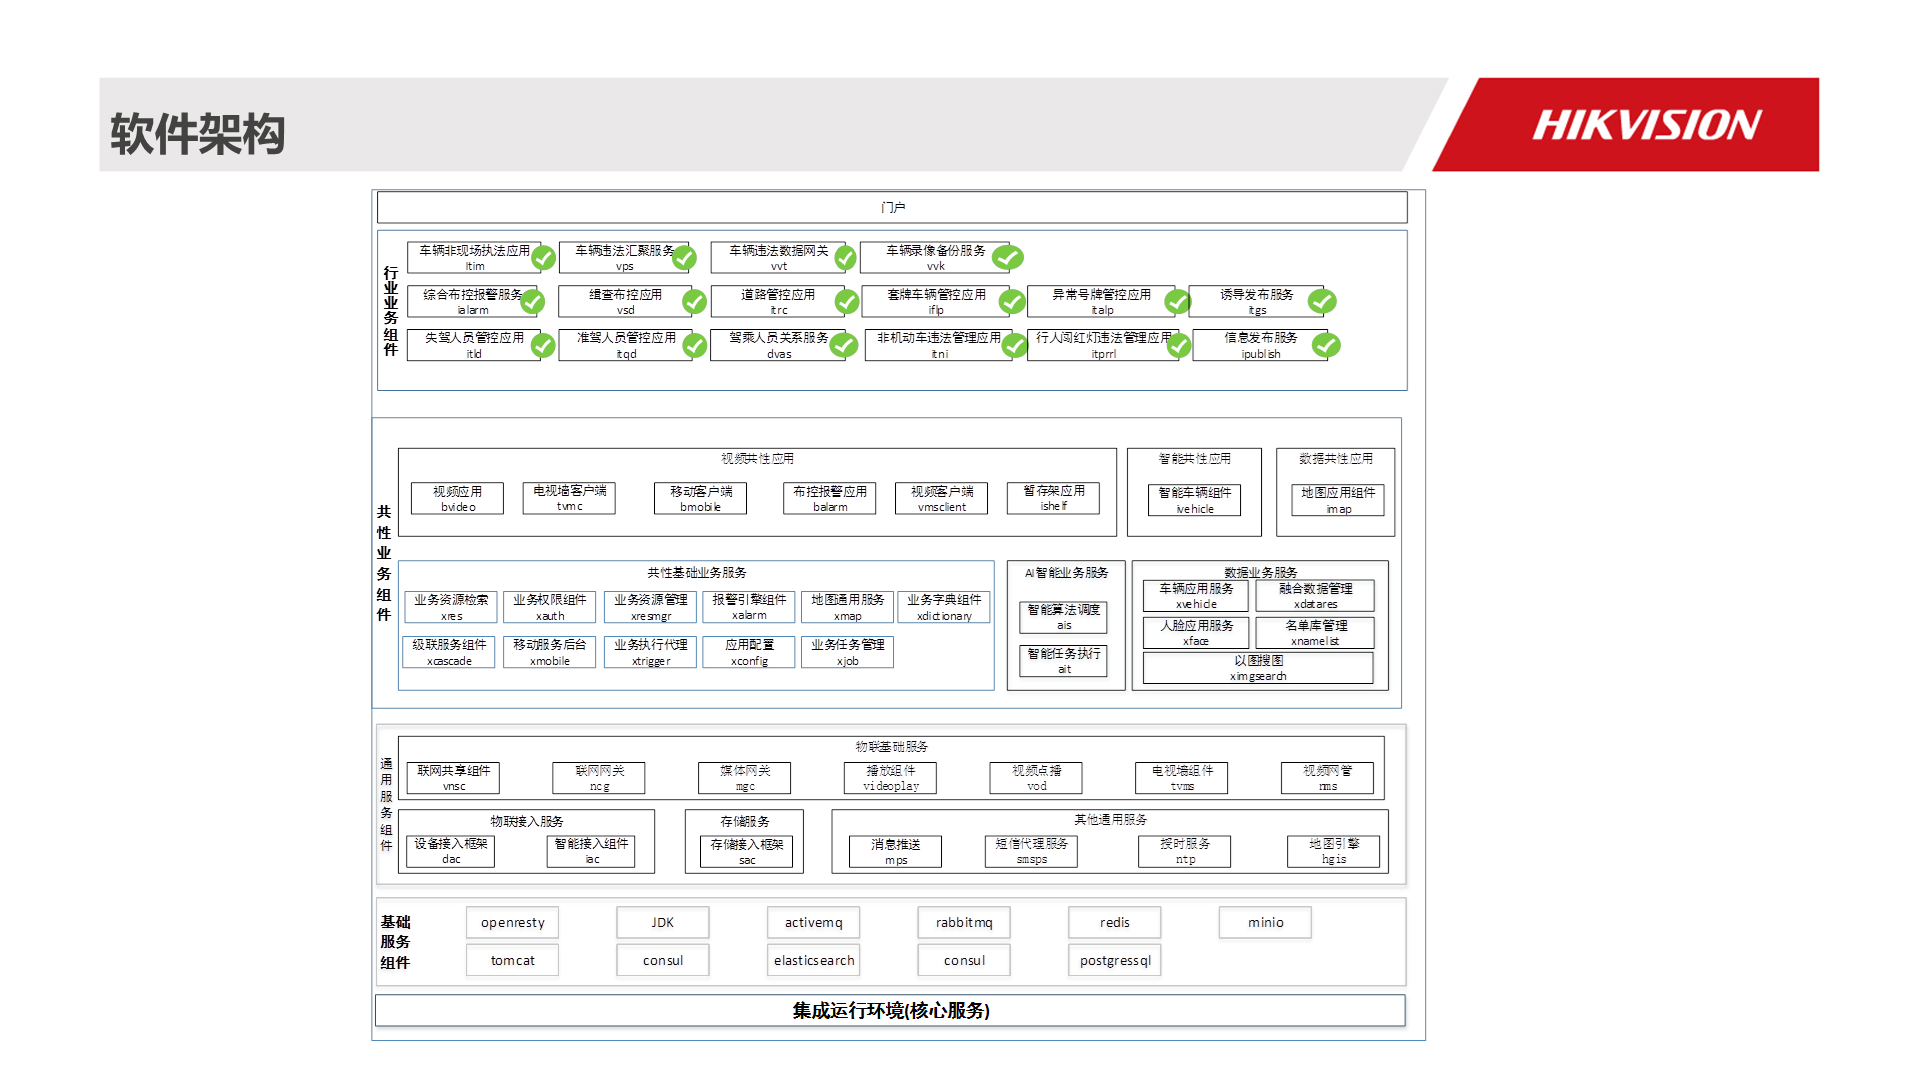 软件架构
HIKVISION
门户
行业业务组件
车辆非现场执法应用
itim
车辆违法汇聚服务
vps
车辆违法数据网关
vvt
车辆录像备份服务
vvk
综合布控报警服务
ialarm
缉查布控应用
vsd
道路管控应用
itrc
套牌车辆管控应用
iflp
异常号牌管控应用
italp
诱导发布服务
itgs
失驾人员管控应用
itld
准驾人员管控应用
itqd
驾乘人员关系服务
dvas
非机动车违法管理应用
itni
行人闯红灯违法管理应用
itprrl
信息发布服务
ipublish
共性业务组件
视频共性应用
视频应用
bvideo
电视墙客户端
tvmc
移动客户端
bmobile
布控报警应用
balarm
视频客户端
vmsclient
暂存架应用
ishelf
智能共性应用
智能车辆组件
ivehicle
数据共性应用
地图应用组件
imap
共性基础业务服务
业务资源检索
xres
业务权限组件
xauth
业务资源管理
xresmgr
报警引擎组件
xalarm
地图通用服务
xmap
业务字典组件
xdictionary
级联服务组件
xcascade
移动服务后台
xmobile
业务执行代理
xtrigger
应用配置
xconfig
业务任务管理
xjob
AI智能业务服务
智能算法调度
ais
智能任务执行
ait
数据业务服务
车辆应用服务
xvehicle
融合数据管理
xdatares
人脸应用服务
xface
名单库管理
xnamelist
以图搜图
ximgsearch
通用服务组件
物联基础服务
联网共享组件
vnsc
联网网关
ncg
媒体网关
mgc
播放组件
videoplay
视频点播
vod
电视墙组件
tvms
视频网管
nms
物联接入服务
设备接入框架
dac
智能接入组件
iac
存储服务
存储接入框架
sac
其他通用服务
消息推送
mps
短信代理服务
smsps
授时服务
ntp
地图引擎
hgis
基础
服务
组件
openresty
JDK
activemq
rabbitmq
redis
minio
tomcat
consul
elasticsearch
consul
postgressql
集成运行环境(核心服务)